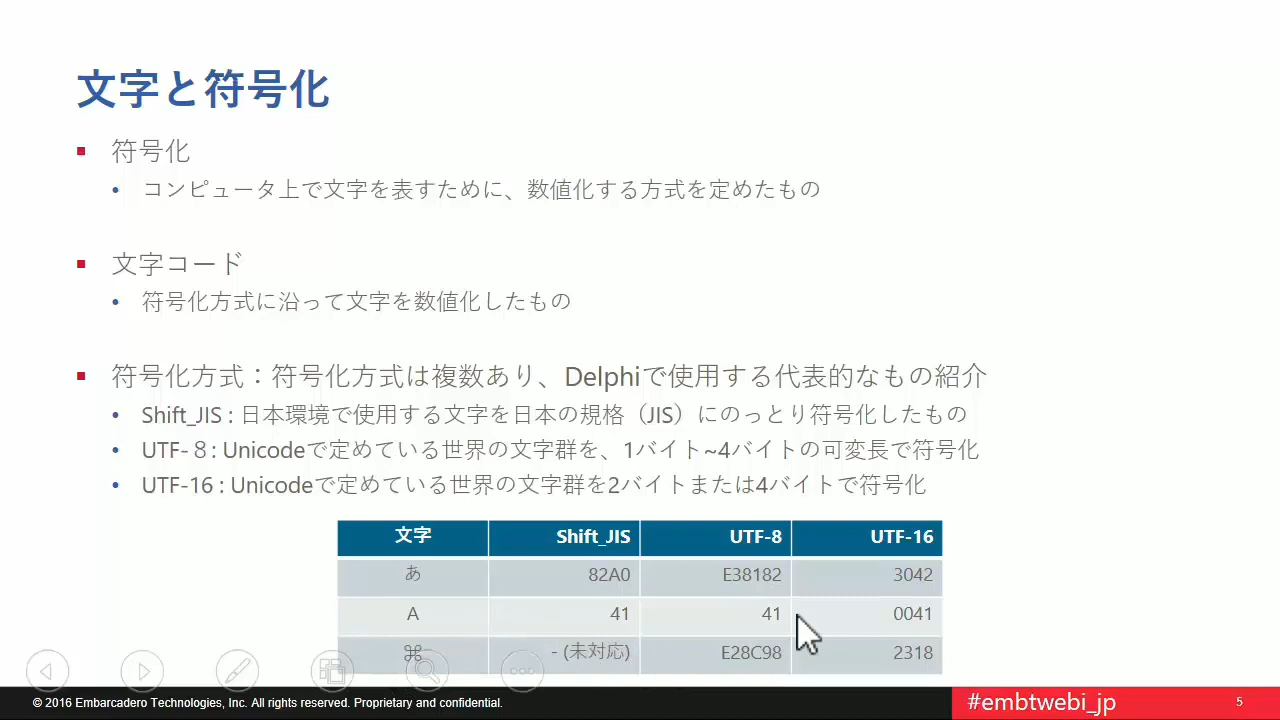 文字と符号化
符号化
コンピュータ上で文字を表すために、数値化する方式を定めたもの
文字コード
符号化方式に沿って文字を数値化したもの
符号化方式：符号化方式は複数あり、Delphiで使用する代表的なもの紹介
Shift_JIS : 日本環境で使用する文字を日本の規格（JIS）にのっとり符号化したもの
UTF-８: Unicodeで定めている世界の文字群を、1バイト~4バイトの可変長で符号化
UTF-16 : Unicodeで定めている世界の文字群を2バイトまたは4バイトで符号化
文字 Shift_JIS UTF-8 UTF-16
あ 82A0 E38182 3042
A 41 41 0041
⌘ - (未対応) E28C98 2318
© 2016 Embarcadero Technologies, Inc. All rights reserved. Proprietary and confidential.
#embtwebi_jp
5